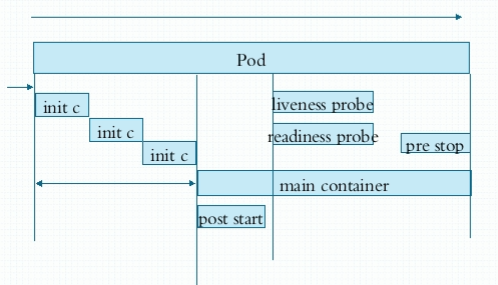 Pod
init c
liveness probe
init c
readiness probe
pre stop
init c
main container
post start